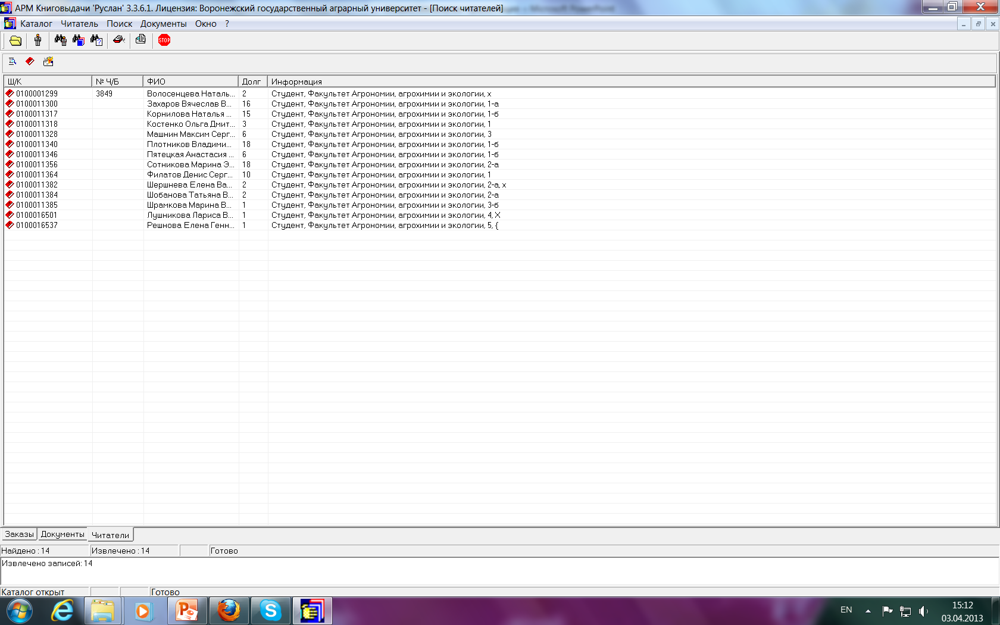 АРМ Книговыдачи 'Руслан' 3.3.6.1. Лицензия: Воронежский государственный аграрный университет - [Поиск читателей]
Каталог Читатель Поиск Документы Окно ?
STOP
Ш/К № Ч/Б ФИО Долг Информация
0100001299 3849 Волосенцева Наталь... 2 Студент, Факультет Агрономии, агрохимии и экологии, х
0100011300 Захаров Вячеслав В... 16 Студент, Факультет Агрономии, агрохимии и экологии, 1-а
0100011317 Корнилова Наталья ... 15 Студент, Факультет Агрономии, агрохимии и экологии, 1-б
0100011318 Костенко Ольга Дмит... 3 Студент, Факультет Агрономии, агрохимии и экологии, 1
0100011328 Машнин Максим Серг... 6 Студент, Факультет Агрономии, агрохимии и экологии, 3
0100011340 Плотников Владими... 18 Студент, Факультет Агрономии, агрохимии и экологии, 1-б
0100011346 Пятецкая Анастасия ... 6 Студент, Факультет Агрономии, агрохимии и экологии, 1-б
0100011356 Сотникова Марина Э... 18 Студент, Факультет Агрономии, агрохимии и экологии, 2-а
0100011364 Филатов Денис Серг... 10 Студент, Факультет Агрономии, агрохимии и экологии, 1
0100011382 Шершнева Елена Ва... 2 Студент, Факультет Агрономии, агрохимии и экологии, 2-а, х
0100011384 Шобанова Татьяна В... 2 Студент, Факультет Агрономии, агрохимии и экологии, 2-а
0100011385 Шрамкова Марина В... 1 Студент, Факультет Агрономии, агрохимии и экологии, 3-б
0100016501 Лушникова Лариса В... 1 Студент, Факультет Агрономии, агрохимии и экологии, 4, Х
0100016537 Решнова Елена Генн... 1 Студент, Факультет Агрономии, агрохимии и экологии, 5, {
Заказы Документы Читатели
Найдено : 14 Извлечено : 14 Готово
Извлечено записей: 14
Каталог открыт Готово
EN 15:12
03.04.2013